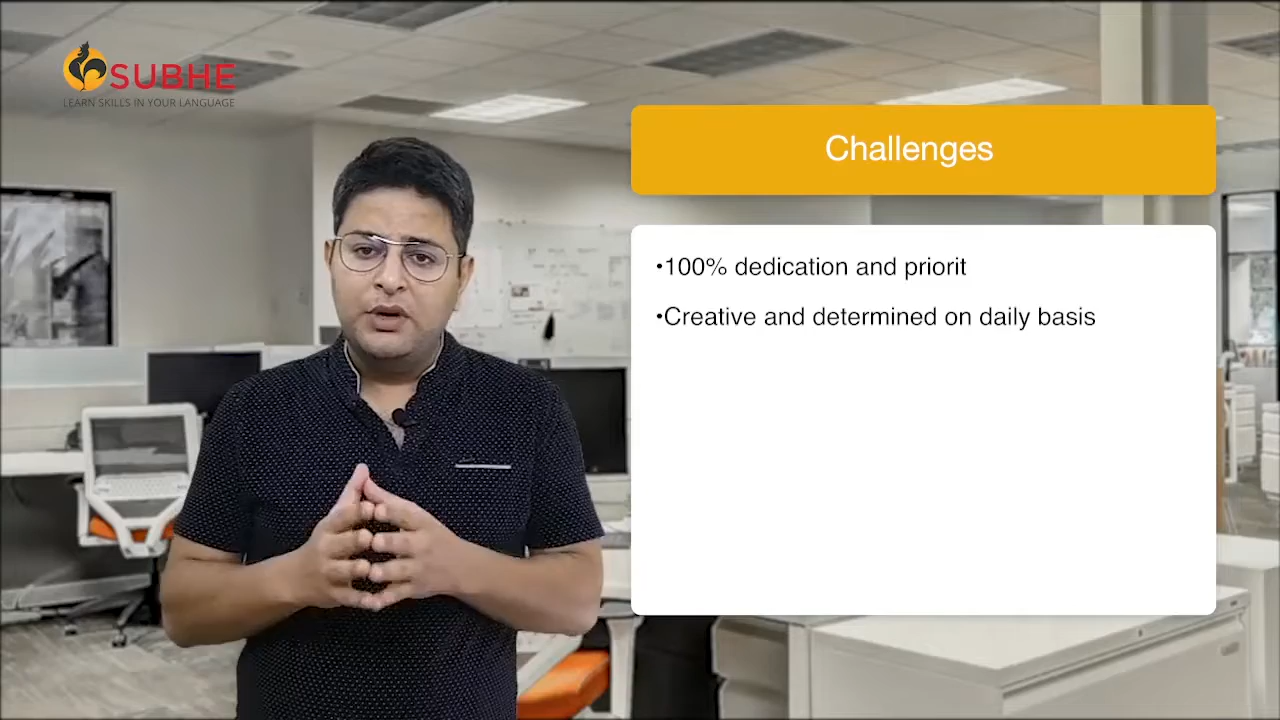 SUBHE
LEARN SKILLS IN YOUR LANGUAGE
Challenges
•100% dedication and priorit
•Creative and determined on daily basis